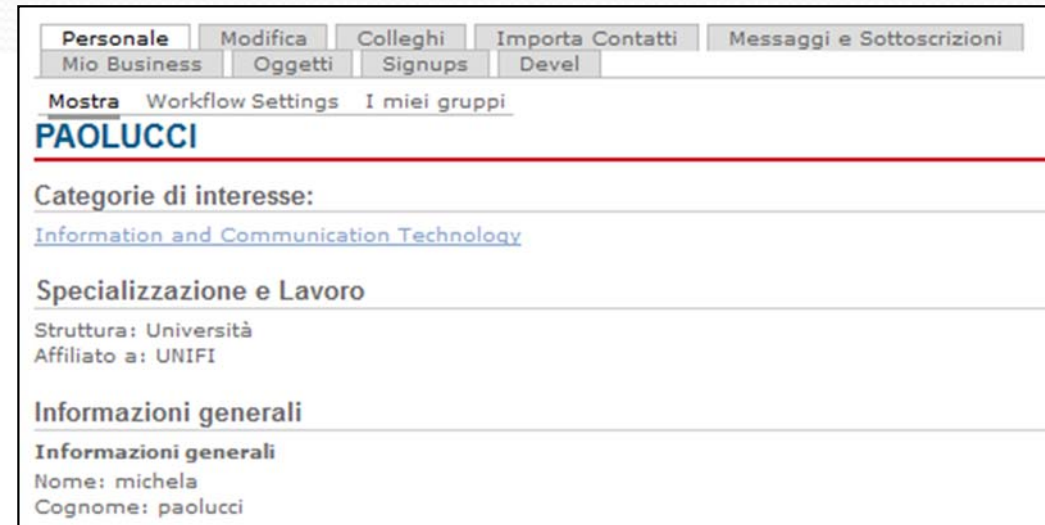 Personale Modifica Colleghi Importa Contatti Messaggi e Sottoscrizioni
Mio Business Oggetti Signups Devel
Mostra Workflow Settings I miei gruppi
PAOLUCCI
Categorie di interesse:
Information and Communication Technology
Specializzazione e Lavoro
Struttura: Università
Affiliato a: UNIFI
Informazioni generali
Informazioni generali
Nome: michela
Cognome: paolucci